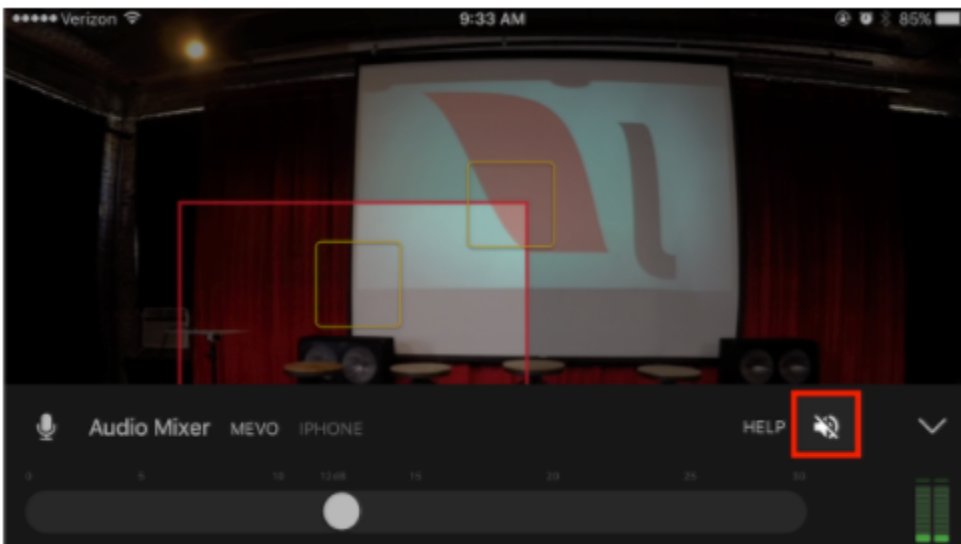 Verizon 9:33 AM 85%
Audio Mixer MEVO IPHONE HELP
0 5 10 12dB 15 20 25 30